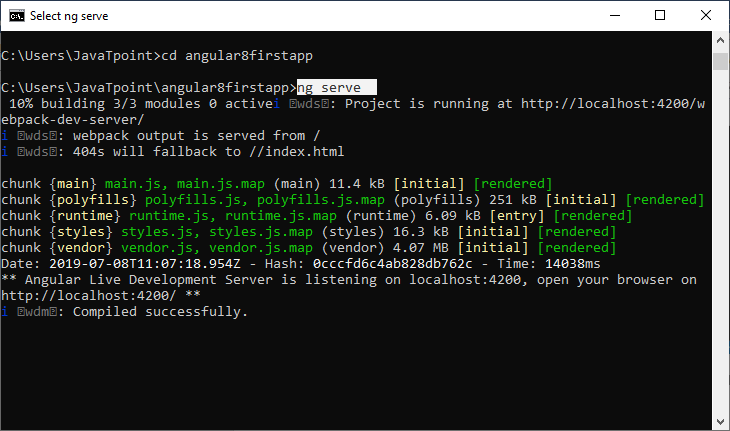 Select ng serve
C:\Users\JavaTpoint>cd angular8firstapp
C:\Users\JavaTpoint\angular8firstapp>ng serve
10% building 3/3 modules 0 activei ⍰wds⍰: Project is running at http://localhost:4200/w
ebpack-dev-server/
i ⍰wds⍰: webpack output is served from /
i ⍰wds⍰: 404s will fallback to //index.html
chunk {main} main.js, main.js.map (main) 11.4 kB [initial] [rendered]
chunk {polyfills} polyfills.js, polyfills.js.map (polyfills) 251 kB [initial] [rendered]
chunk {runtime} runtime.js, runtime.js.map (runtime) 6.09 kB [entry] [rendered]
chunk {styles} styles.js, styles.js.map (styles) 16.3 kB [initial] [rendered]
chunk {vendor} vendor.js, vendor.js.map (vendor) 4.07 MB [initial] [rendered]
Date: 2019-07-08T11:07:18.954Z - Hash: 0cccfd6c4ab828db762c - Time: 14038ms
** Angular Live Development Server is listening on localhost:4200, open your browser on
http://localhost:4200/ **
i ⍰wdm⍰: Compiled successfully.